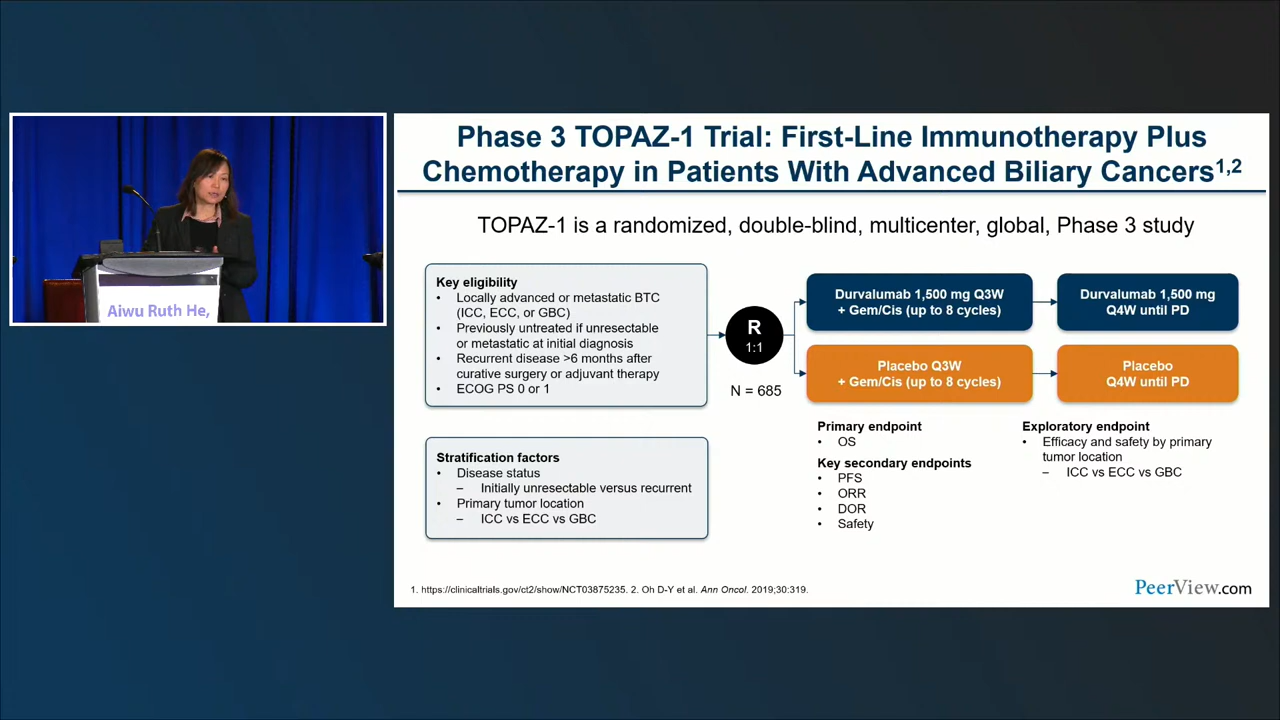 Aiwu Ruth He,
Phase 3 TOPAZ-1 Trial: First-Line Immunotherapy Plus
Chemotherapy in Patients With Advanced Biliary Cancers1,2
TOPAZ-1 is a randomized, double-blind, multicenter, global, Phase 3 study
Key eligibility
• Locally advanced or metastatic BTC
(ICC, ECC, or GBC)
• Previously untreated if unresectable
or metastatic at initial diagnosis
• Recurrent disease >6 months after
curative surgery or adjuvant therapy
• ECOG PS 0 or 1
Stratification factors
• Disease status
– Initially unresectable versus recurrent
• Primary tumor location
– ICC vs ECC vs GBC
R
1:1
N = 685
Durvalumab 1,500 mg Q3W
+ Gem/Cis (up to 8 cycles)
Durvalumab 1,500 mg
Q4W until PD
Placebo Q3W
+ Gem/Cis (up to 8 cycles)
Placebo
Q4W until PD
Primary endpoint
• OS
Key secondary endpoints
• PFS
• ORR
• DOR
• Safety
Exploratory endpoint
• Efficacy and safety by primary
tumor location
– ICC vs ECC vs GBC
1. https://clinicaltrials.gov/ct2/show/NCT03875235. 2. Oh D-Y et al. Ann Oncol. 2019;30:319.
PeerView.com